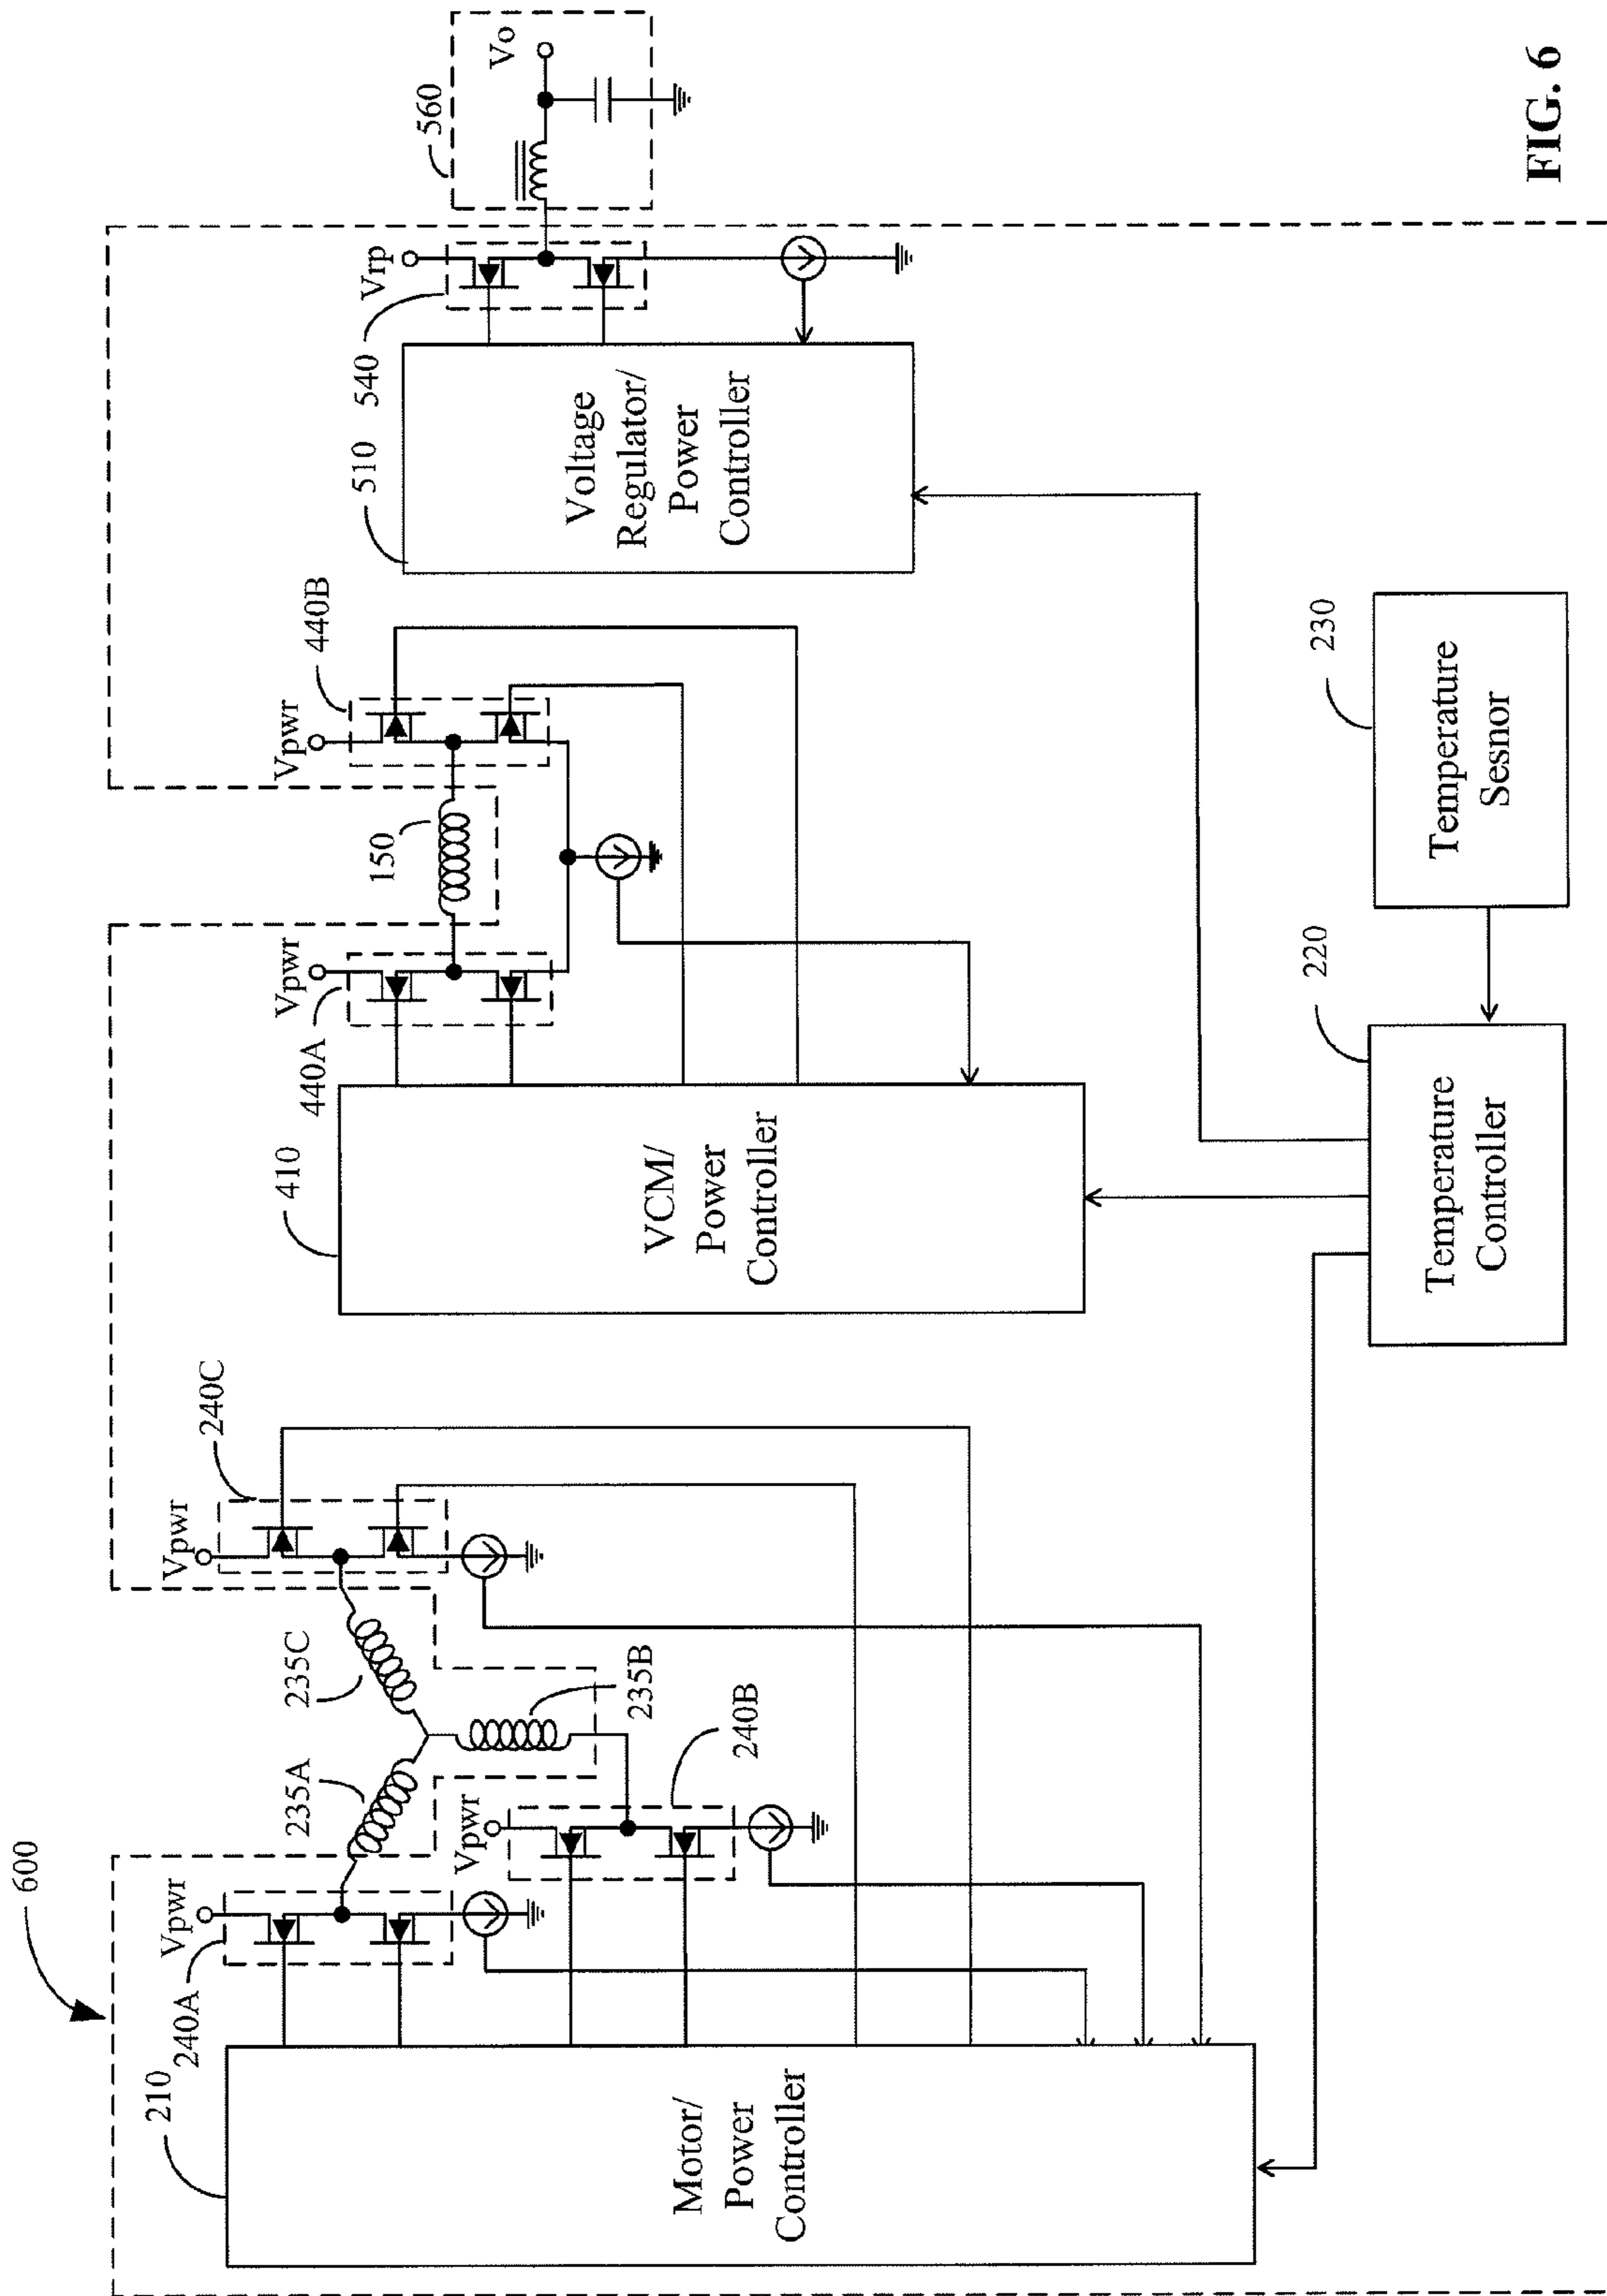 600
210
Motor/
Power
Controller
240A
Vpwr
235A
Vpwr
240B
235B
235C
Vpwr
240C
410
VCM/
Power
Controller
440A
Vpwr
150
Vpwr
440B
510
Voltage
Regulator/
Power
Controller
540
Vrp
560
Vo
220
Temperature
Controller
230
Temperature
Sesnor
FIG. 6